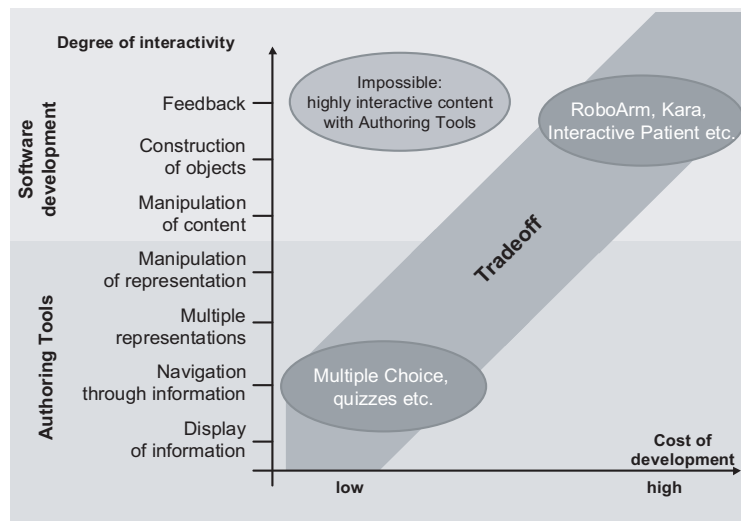 Degree of interactivity
Software
development
Authoring Tools
Feedback
Construction
of objects
Manipulation
of content
Manipulation
of representation
Multiple
representations
Navigation
through information
Display
of information
Impossible:
highly interactive content
with Authoring Tools
RoboArm, Kara,
Interactive Patient etc.
Tradeoff
Multiple Choice,
quizzes etc.
Cost of
development
low
high